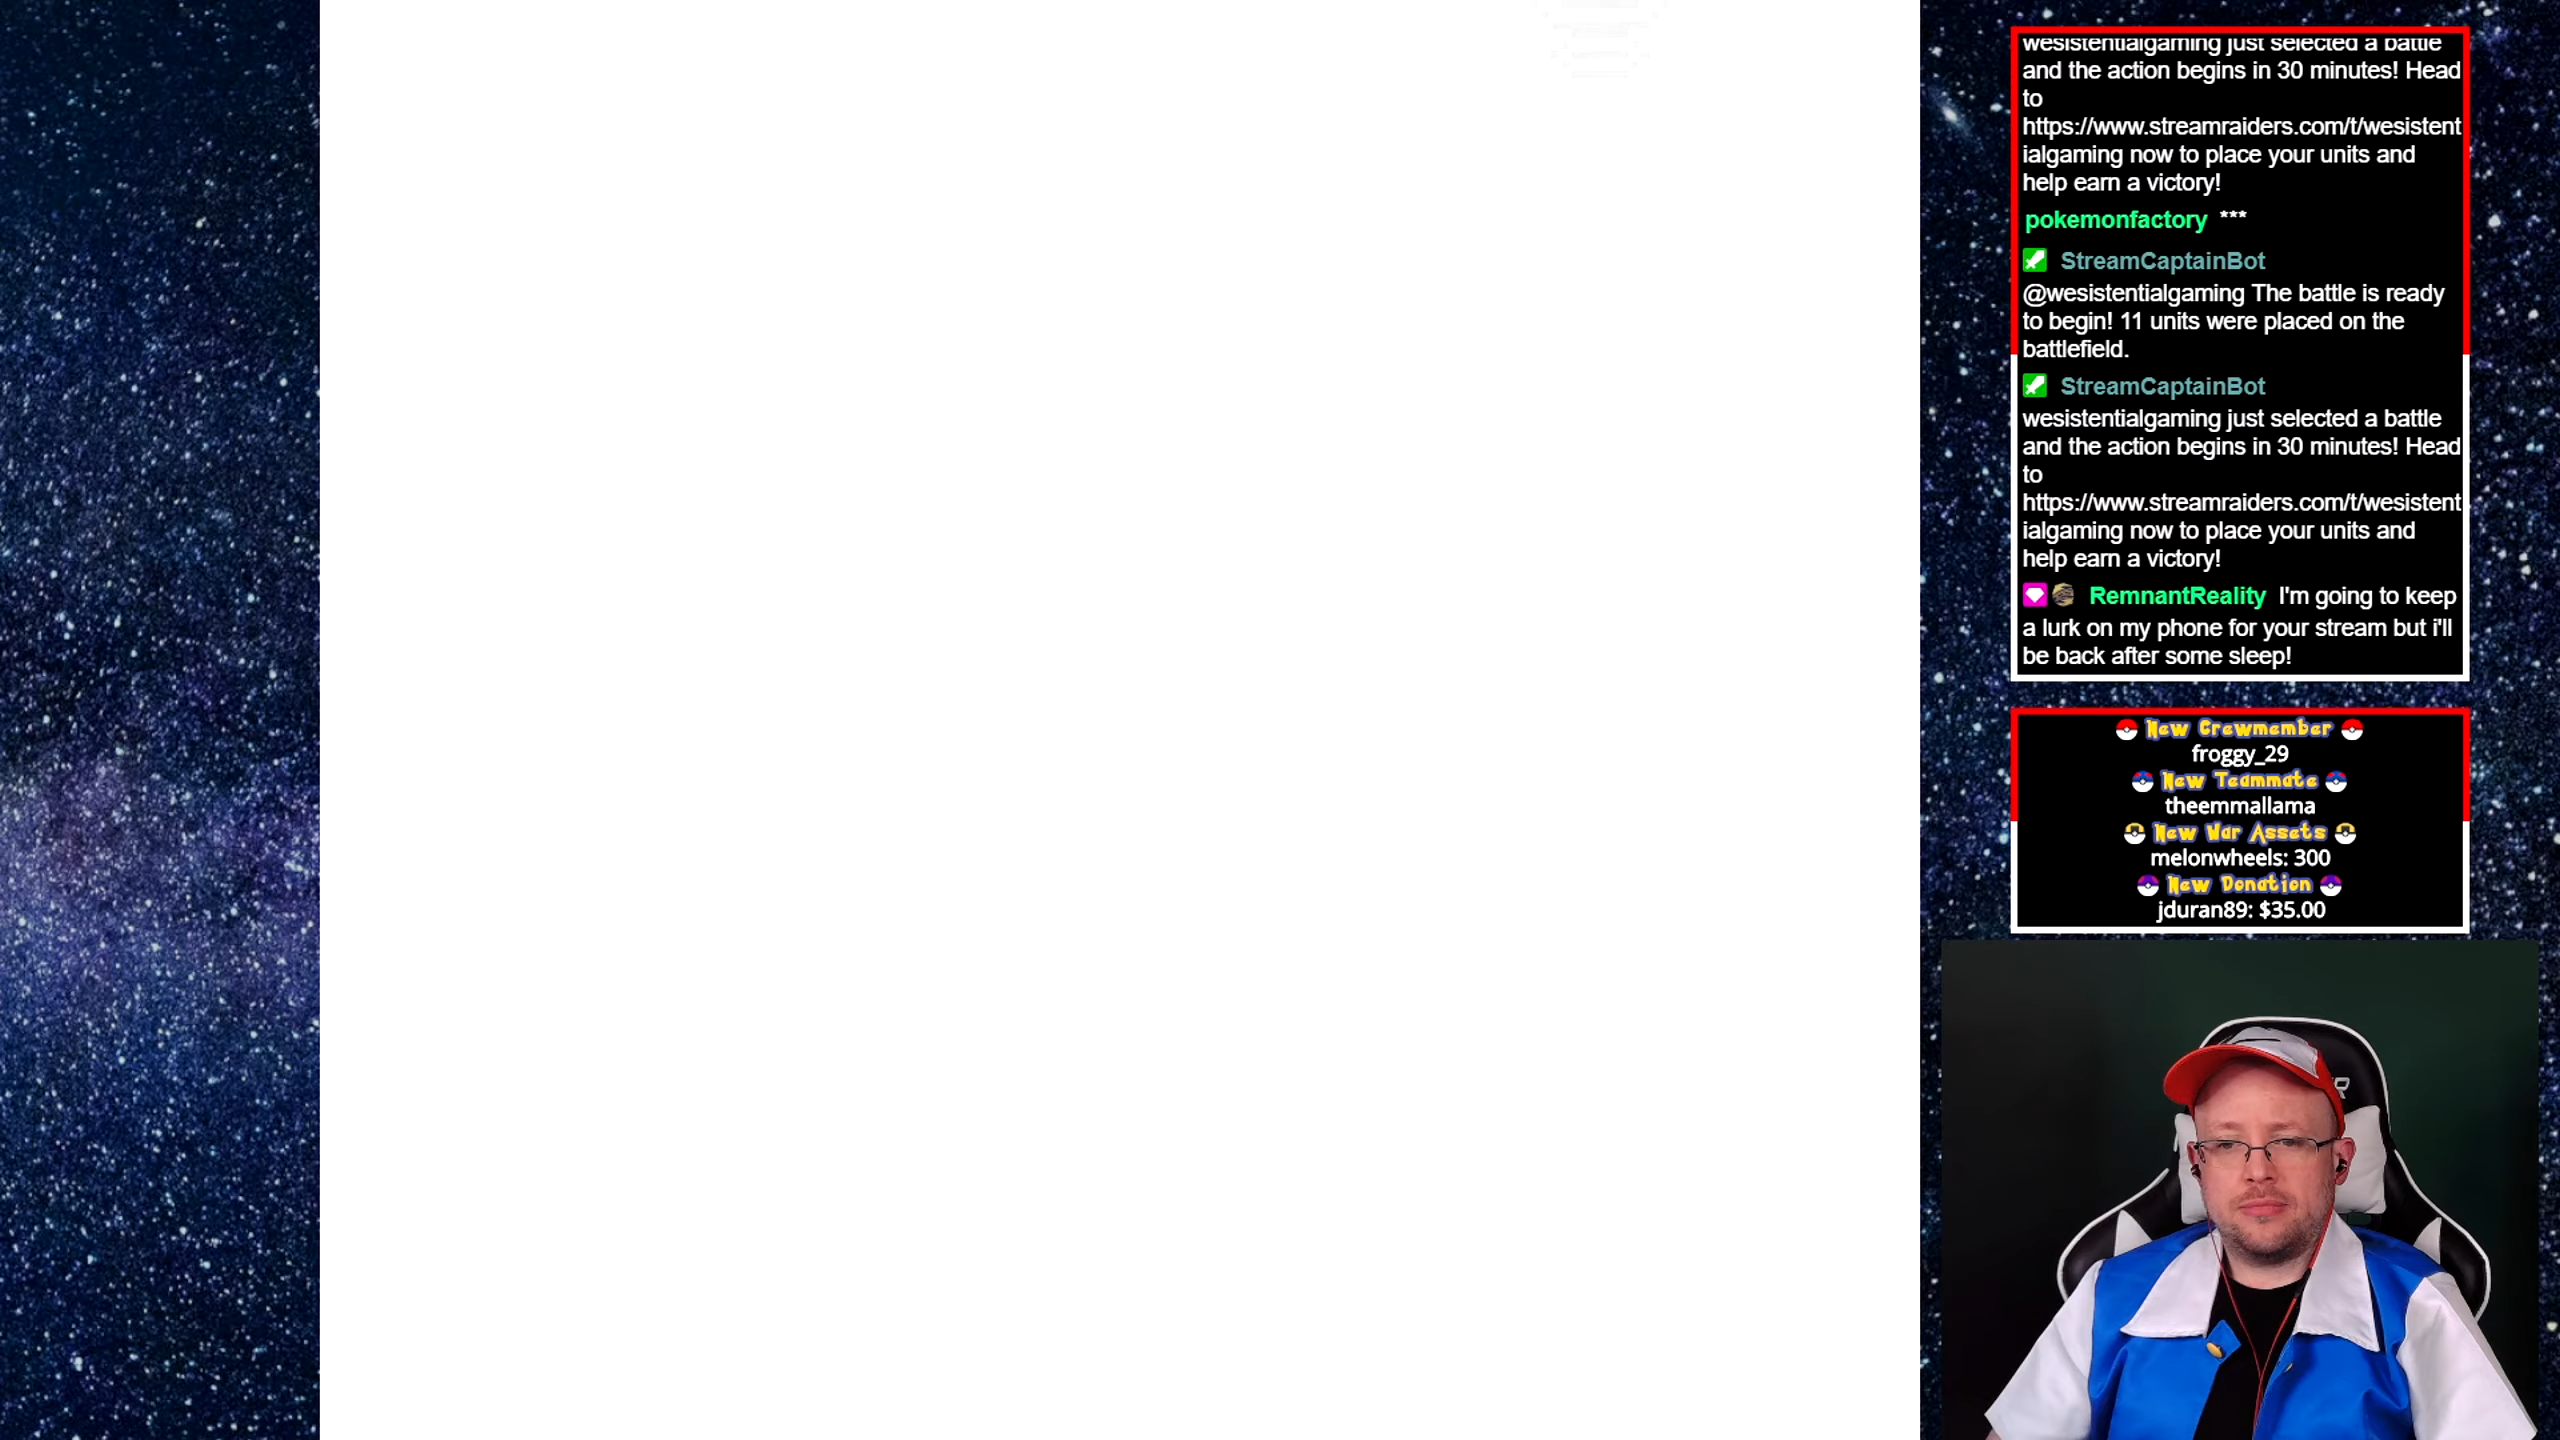 wesistentialgaming just selected a battle
and the action begins in 30 minutes! Head
to
https://www.streamraiders.com/t/wesistent
ialgaming now to place your units and
help earn a victory!
pokemonfactory ***
StreamCaptainBot
@wesistentialgaming The battle is ready
to begin! 11 units were placed on the
battlefield.
StreamCaptainBot
wesistentialgaming just selected a battle
and the action begins in 30 minutes! Head
to
https://www.streamraiders.com/t/wesistent
ialgaming now to place your units and
help earn a victory!
RemnantReality I'm going to keep
a lurk on my phone for your stream but i'll
be back after some sleep!
New Crewmember
froggy_29
New Teammate
theemmallama
New War Assets
melonwheels: 300
New Donation
jduran89: $35.00